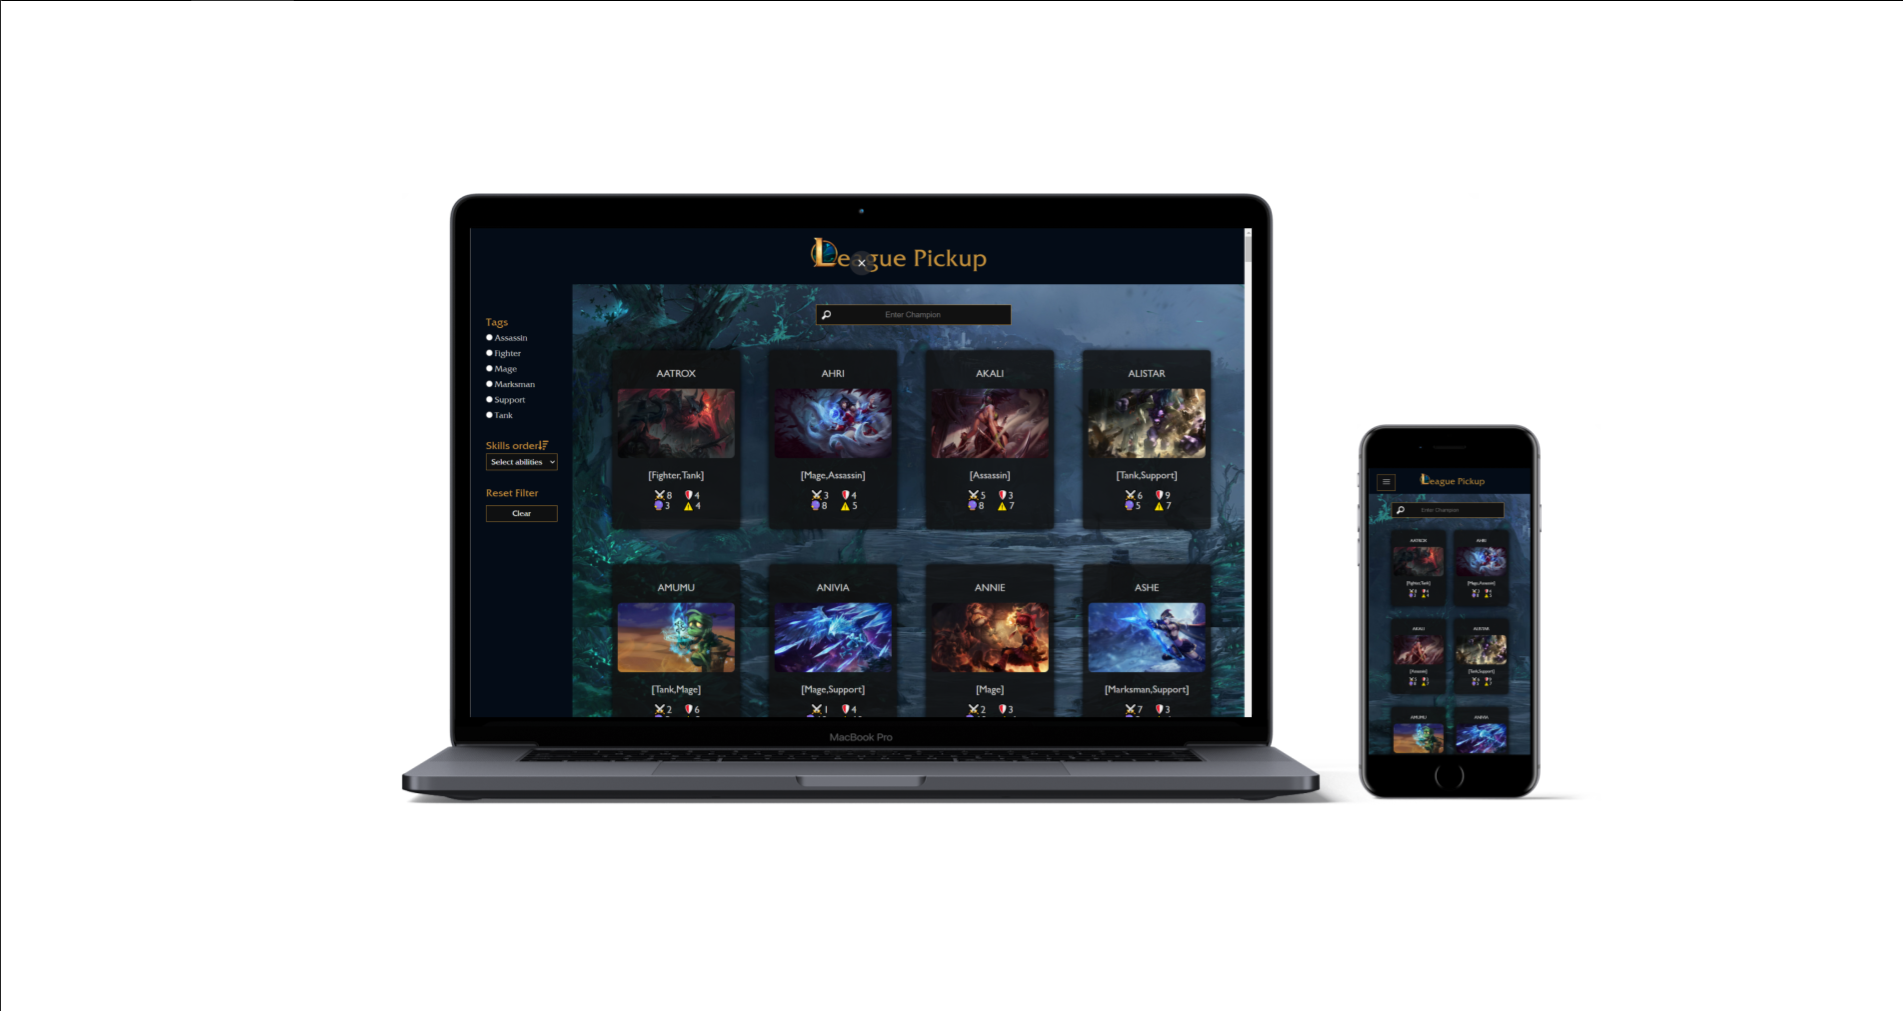 League Pickup
Enter Champion
Tags
Assassin
Fighter
Mage
Marksman
Support
Tank
Skills order
Select abilities
Reset Filter
Clear
AATROX
AHRI
AKALI
ALISTAR
[Fighter,Tank]
[Mage,Assassin]
[Assassin]
[Tank,Support]
8 4
3 4
5 3
6 9
3 4
8 5
8 7
5 7
AMUMU
ANIVIA
ANNIE
ASHE
[Tank,Mage]
[Mage,Support]
[Mage]
[Marksman,Support]
2 6
1 4
2 3
7 3
MacBook Pro
League Pickup
Enter Champion
AATROX
AHRI
[Fighter,Tank]
[Mage,Assassin]
AKALI
ALISTAR
[Assassin]
[Tank,Support]
AMUMU
ANIVIA